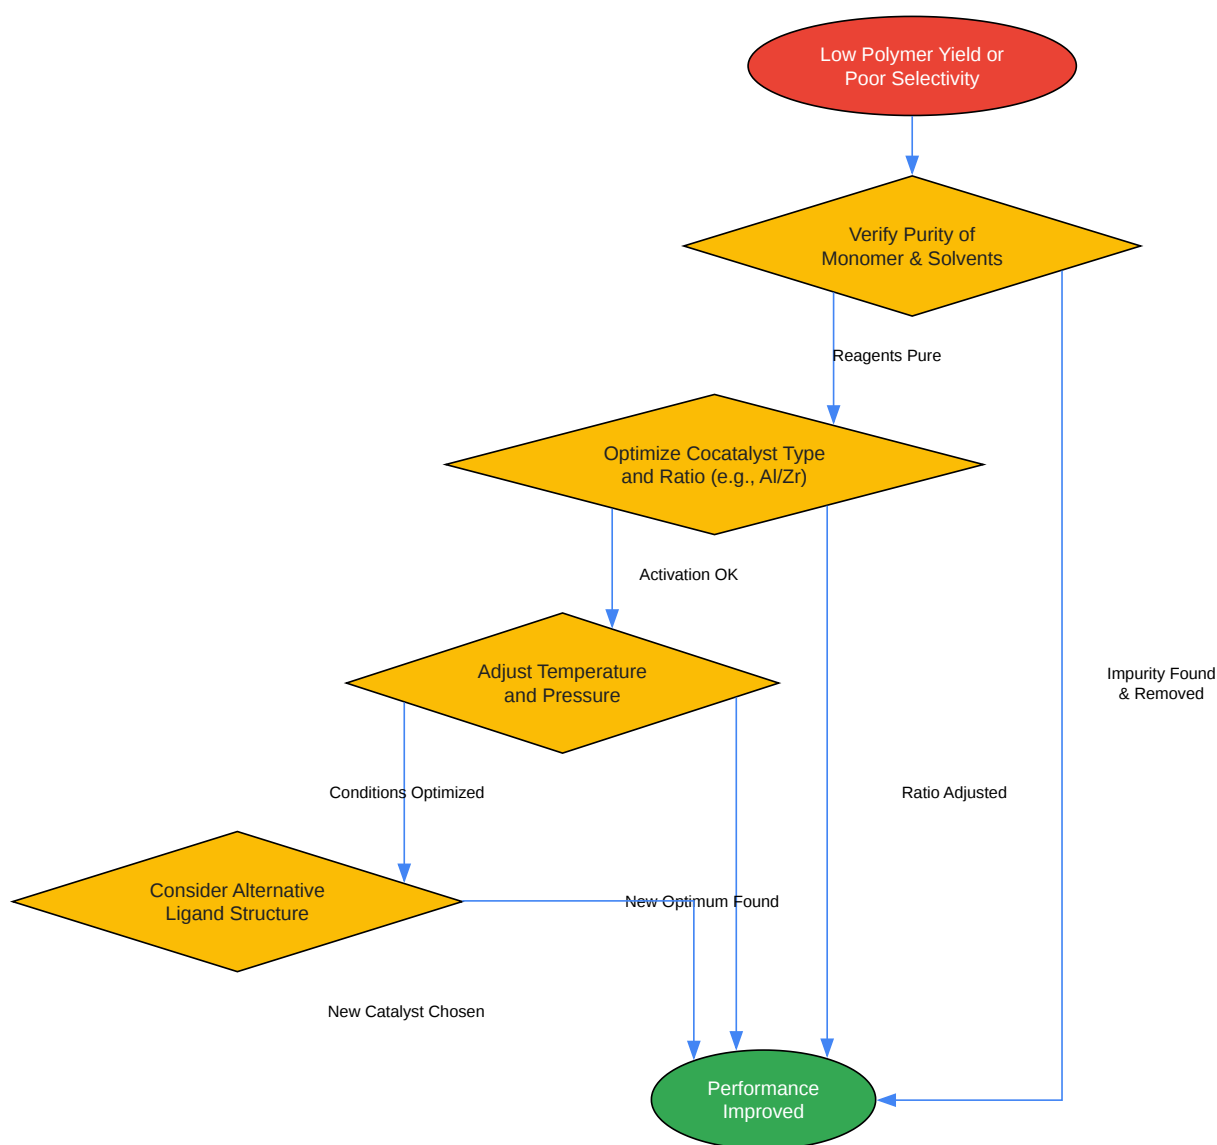 Low Polymer Yield or
Poor Selectivity
Verify Purity of
Monomer & Solvents
Reagents Pure
Optimize Cocatalyst Type
and Ratio (e.g., Al/Zr)
Activation OK
Adjust Temperature
and Pressure
Impurity Found
& Removed
Conditions Optimized
Ratio Adjusted
Consider Alternative
Ligand Structure
New Optimum Found
New Catalyst Chosen
Performance
Improved